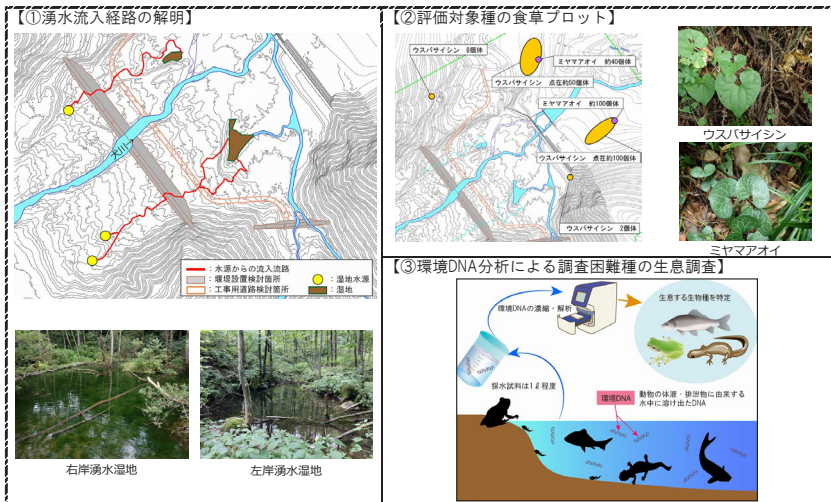 【①湧水流入経路の解明】
犬川
：水源からの流入流路
：堰堤設置検討箇所
：工事用道路検討箇所
：湿地水源
：湿地
右岸湧水湿地
左岸湧水湿地
【②評価対象種の食草プロット】
ウスバサイシン 8個体
ミヤマアオイ 約40個体
ウスバサイシン 点在約50個体
ミヤマアオイ 約100個体
ウスバサイシン 点在約100個体
ウスバサイシン 2個体
ウスバサイシン
ミヤマアオイ
【③環境DNA分析による調査困難種の生息調査】
環境DNAの濃縮・解析
生息する生物種を特定
採水試料は1ℓ程度
環境DNA
動物の体液・排泄物に由来する
水中に溶け出たDNA